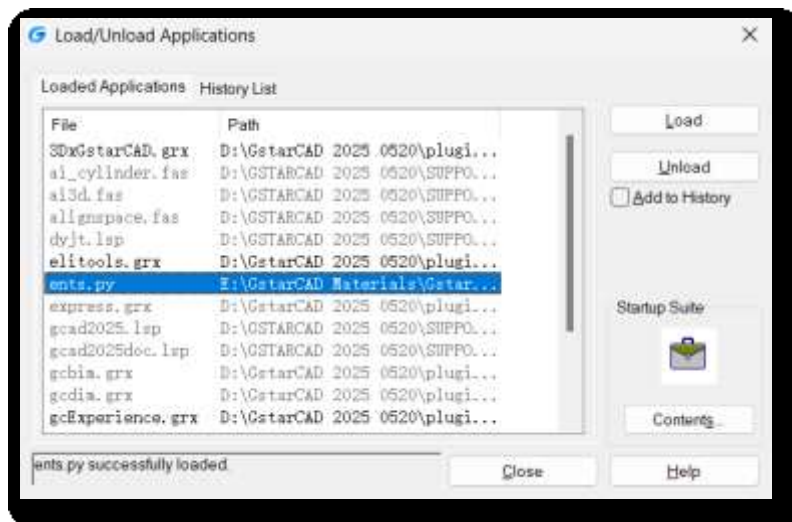 Load/Unload Applications
Loaded Applications History List
File Path
3DxGstarCAD.grx D:\GstarCAD 2025 0520\plugi...
ai_cylinder.fas D:\GSTARCAD 2025 0520\SUPPO...
ai3d.fas D:\GSTARCAD 2025 0520\SUPPO...
alignspace.fas D:\GSTARCAD 2025 0520\SUPPO...
dyjt.lsp D:\GSTARCAD 2025 0520\SUPPO...
elitools.grx D:\GstarCAD 2025 0520\plugi...
ents.py E:\GstarCAD Materials\Gstar...
express.grx D:\GstarCAD 2025 0520\plugi...
gcad2025.lsp D:\GSTARCAD 2025 0520\SUPPO...
gcad2025doc.lsp D:\GSTARCAD 2025 0520\SUPPO...
gcbim.grx D:\GstarCAD 2025 0520\plugi...
gcdim.grx D:\GstarCAD 2025 0520\plugi...
gcExperience.grx D:\GstarCAD 2025 0520\plugi...
Load
Unload
Add to History
Startup Suite
Contents...
ents.py successfully loaded.
Close
Help